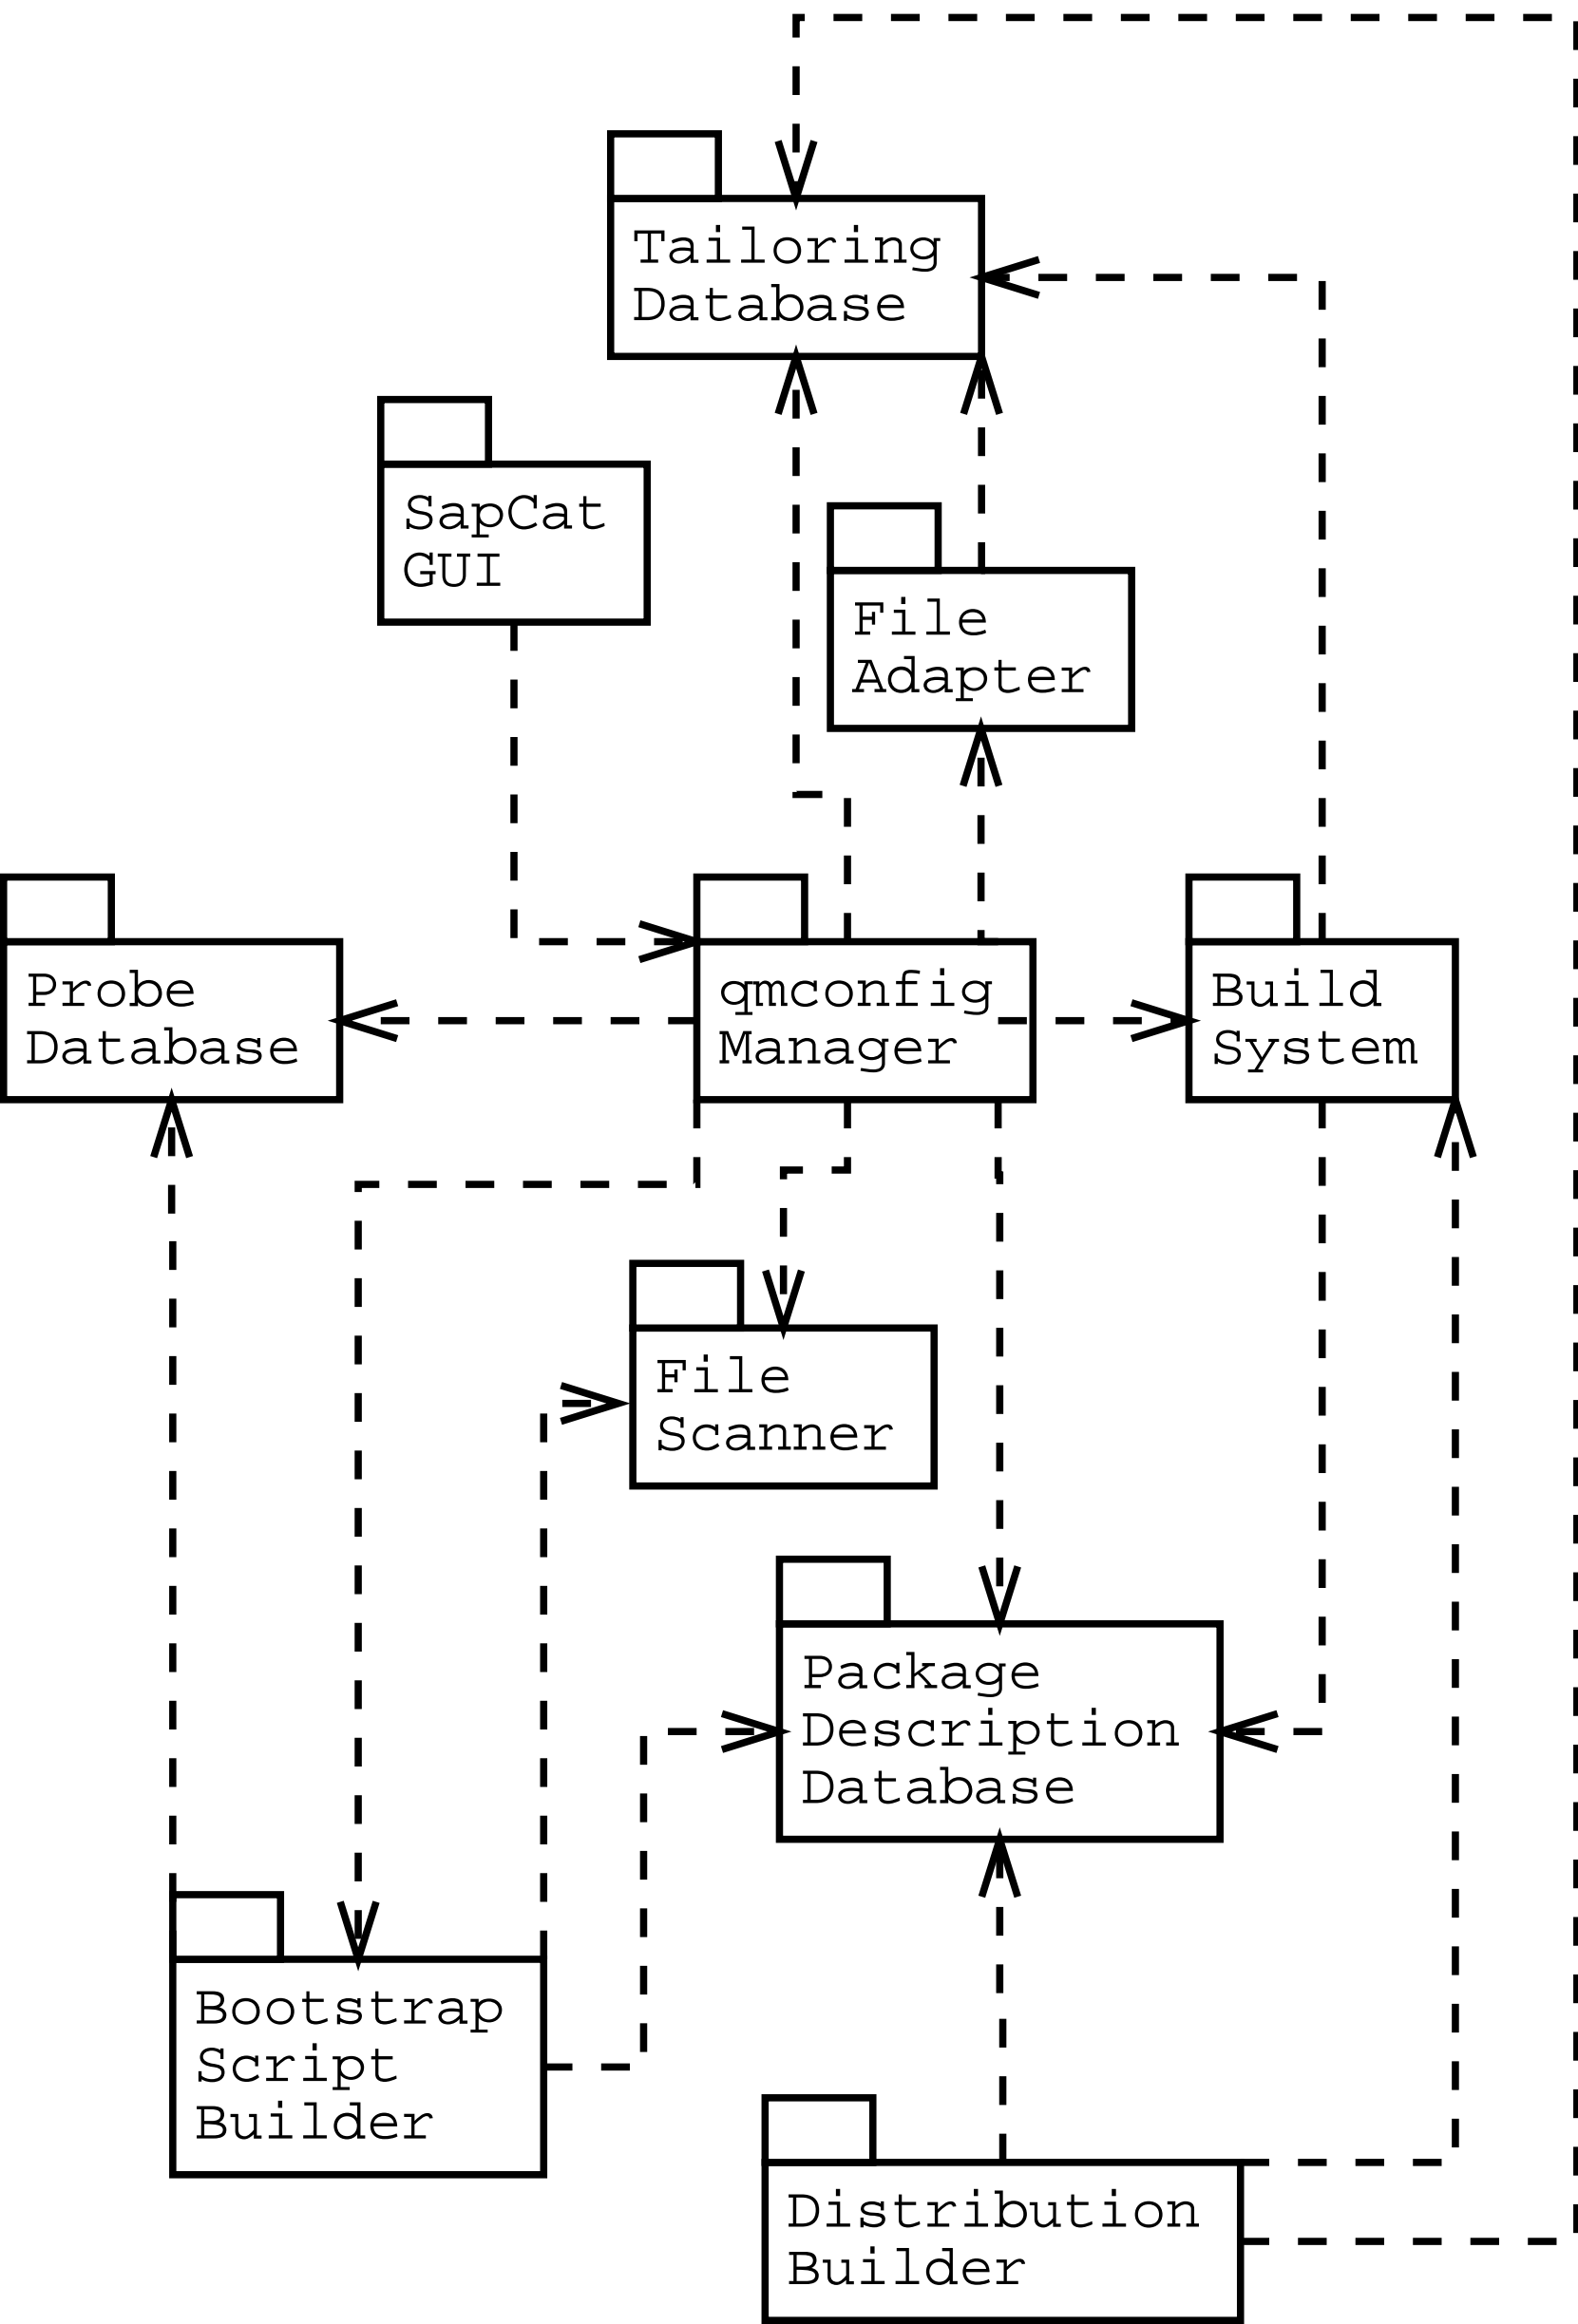 Tailoring
Database
SapCat
GUI
File
Adapter
Probe
Database
qmconfig
Manager
Build
System
File
Scanner
Package
Description
Database
Bootstrap
Script
Builder
Distribution
Builder